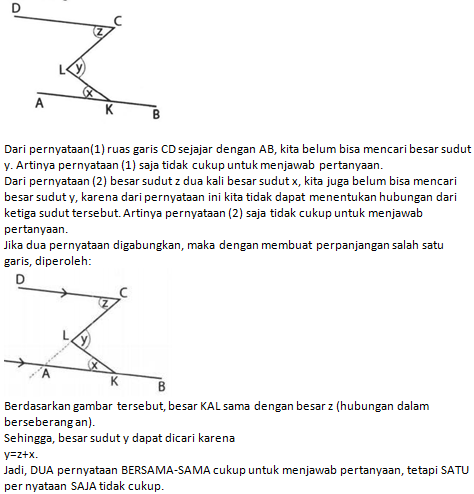 D
C
z
L
y
x
A
K
B
Dari pernyataan(1) ruas garis CD sejajar dengan AB, kita belum bisa mencari besar sudut
y. Artinya pernyataan (1) saja tidak cukup untuk menjawab pertanyaan.
Dari pernyataan (2) besar sudut z dua kali besar sudut x, kita juga belum bisa mencari
besar sudut y, karena dari pernyataan ini kita tidak dapat menentukan hubungan dari
ketiga sudut tersebut. Artinya pernyataan (2) saja tidak cukup untuk menjawab
pertanyaan.
Jika dua pernyataan digabungkan, maka dengan membuat perpanjangan salah satu
garis, diperoleh:
D
C
z
L
y
x
A
K
B
Berdasarkan gambar tersebut, besar KAL sama dengan besar z (hubungan dalam
berseberang an).
Sehingga, besar sudut y dapat dicari karena
y=z+x.
Jadi, DUA pernyataan BERSAMA-SAMA cukup untuk menjawab pertanyaan, tetapi SATU
per nyataan SAJA tidak cukup.